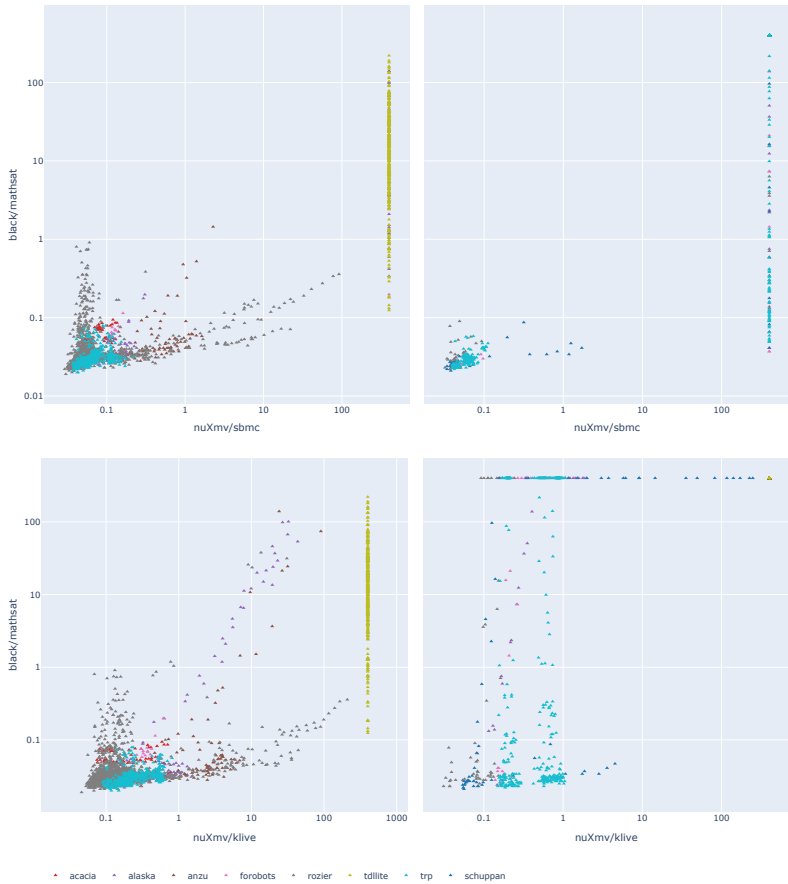 100
10
black/mathsat
1
0.1
0.01
0.1 1 10 100 0.1 1 10 100
nuXmv/sbmc nuXmv/sbmc
100
10
black/mathsat
1
0.1
0.1 1 10 100 1000 0.1 1 10 100
nuXmv/klive nuXmv/klive
acacia alaska anzu forobots rozier tdllite trp schuppan